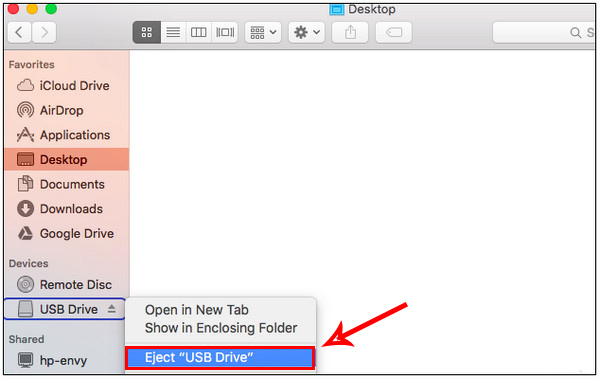 Desktop
S
Favorites
iCloud Drive
AirDrop
Applications
Desktop
Documents
Downloads
Google Drive
Devices
Remote Disc
USB Drive
Open in New Tab
Show in Enclosing Folder
Eject “USB Drive”
Shared
hp-envy